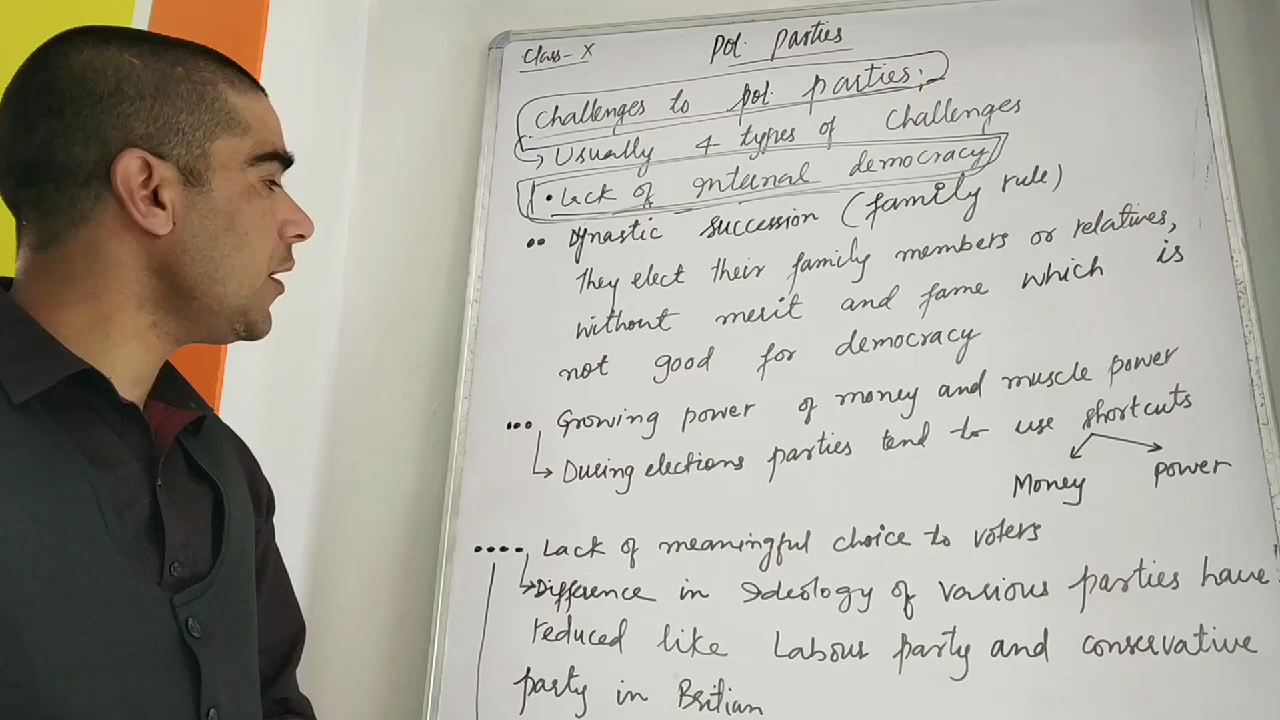 Class- X
Pol. Parties
Challenges to pol. parties:
Usually 4 types of challenges
1. Lack of internal democracy
Dynastic succession (family rule)
They elect their family members or relatives,
without merit and fame which is
not good for democracy
Growing power of money and muscle power
During elections parties tend to use shortcuts
Money power
Lack of meaningful choice to voters
Difference in Ideology of various parties have
reduced like Labour party and conservative
party in Britian